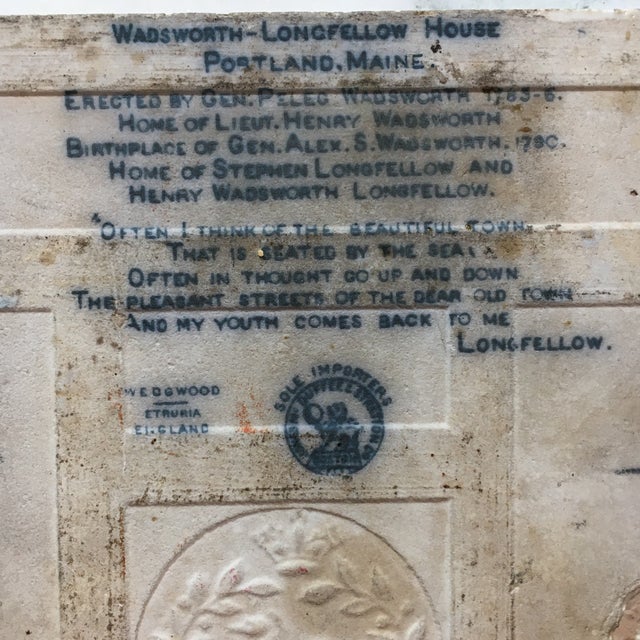 WADSWORTH-LONGFELLOW HOUSE
PORTLAND, MAINE.
ERECTED BY GEN. PELEG WADSWORTH 1785-6.
HOME OF LIEUT. HENRY WADSWORTH
BIRTHPLACE OF GEN. ALEX. S. WADSWORTH, 1790.
HOME OF STEPHEN LONGFELLOW AND
HENRY WADSWORTH LONGFELLOW.
"OFTEN I THINK OF THE BEAUTIFUL TOWN
THAT IS SEATED BY THE SEA;
OFTEN IN THOUGHT GO UP AND DOWN
THE PLEASANT STREETS OF THE DEAR OLD TOWN
AND MY YOUTH COMES BACK TO ME
LONGFELLOW.
WEDGWOOD
ETRURIA
ENGLAND
SOLE IMPORTERS